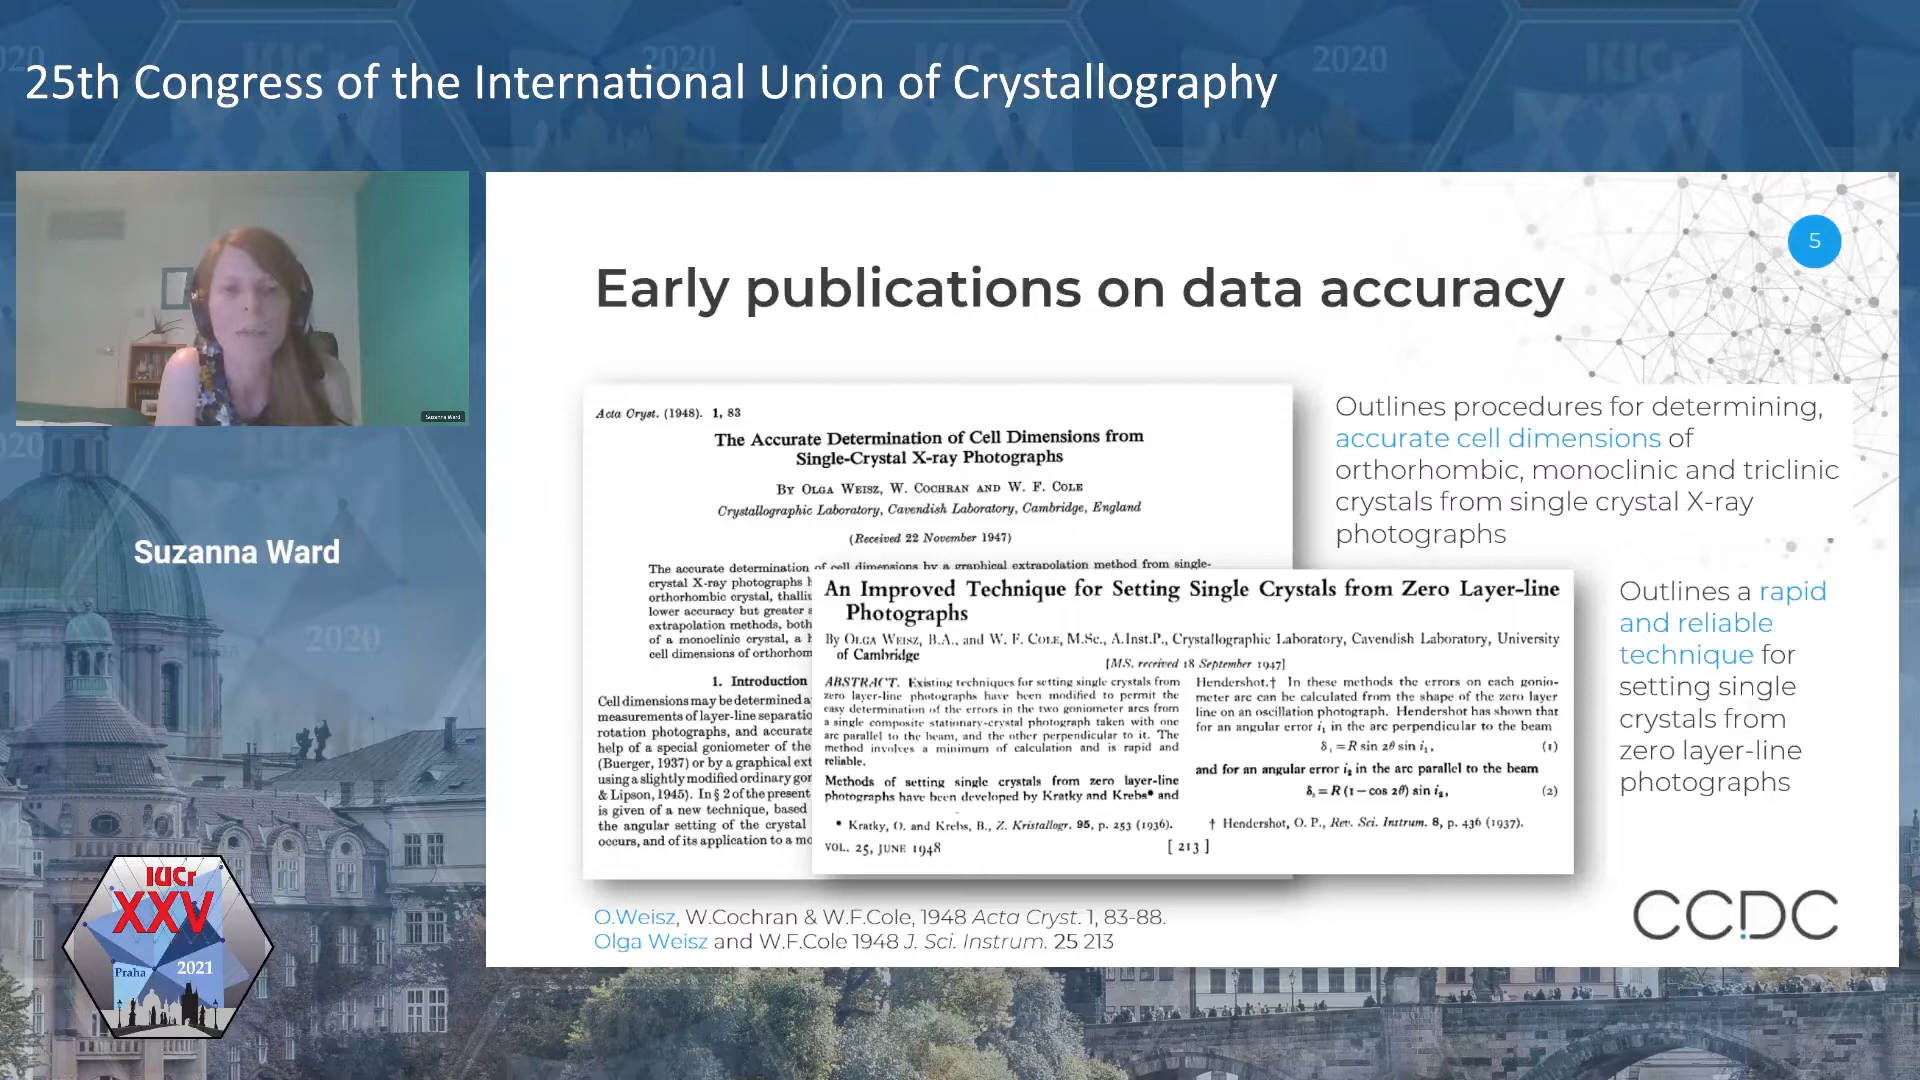 25th Congress of the International Union of Crystallography
Suzanna Ward
Suzanna Ward
IUCr
XXV
Praha 2021
5
Early publications on data accuracy
Acta Cryst. (1948). 1, 83
The Accurate Determination of Cell Dimensions from
Single-Crystal X-ray Photographs
By Olga Weisz, W. Cochran and W. F. Cole
Crystallographic Laboratory, Cavendish Laboratory, Cambridge, England
(Received 22 November 1947)
The accurate determination of cell dimensions by a graphical extrapolation method from single-
crystal X-ray photographs
orthorhombic crystal,
lower accuracy but greater
extrapolation methods, both
of a monoclinic crystal, a
cell dimensions of
1. Introduction
Cell dimensions may be determined
measurements of layer-line
rotation photographs, and accurate
help of a special goniometer of the
(Buerger, 1937) or by a graphical
using a slightly modified ordinary
& Lipson, 1945). In § 2 of the present
is given of a new technique, based
the angular setting of the crystal
occurs, and of its application to a
An Improved Technique for Setting Single Crystals from Zero Layer-line
Photographs
By Olga Weisz, B.A., and W. F. Cole, M.Sc., A.Inst.P., Crystallographic Laboratory, Cavendish Laboratory, University
of Cambridge
[MS. received 18 September 1947]
ABSTRACT. Existing techniques for setting single crystals from
zero layer-line photographs have been modified to permit the
easy determination of the errors in the two goniometer arcs from
a single composite stationary-crystal photograph taken with one
arc parallel to the beam, and the other perpendicular to it. The
method involves a minimum of calculation and is rapid and
reliable.
Methods of setting single crystals from zero layer-line
photographs have been developed by Kratky and Krebs* and
* Kratky, O. and Krebs, B., Z. Kristallogr. 95, p. 253 (1936).
VOL. 25, JUNE 1948
Hendershot.† In these methods the errors on each gonio-
meter arc can be calculated from the shape of the zero layer
line on an oscillation photograph. Hendershot has shown that
for an angular error i₁ in the arc perpendicular to the beam
δ₁=R sin 2θ sin i₁, (1)
and for an angular error i₂ in the arc parallel to the beam
δ₂=R (1−cos 2θ) sin i₂, (2)
† Hendershot, O. P., Rev. Sci. Instrum. 8, p. 436 (1937).
[ 213 ]
Outlines procedures for determining,
accurate cell dimensions of
orthorhombic, monoclinic and triclinic
crystals from single crystal X-ray
photographs
Outlines a rapid
and reliable
technique for
setting single
crystals from
zero layer-line
photographs
O.Weisz, W.Cochran & W.F.Cole, 1948 Acta Cryst. 1, 83-88.
Olga Weisz and W.F.Cole 1948 J. Sci. Instrum. 25 213
CCDC